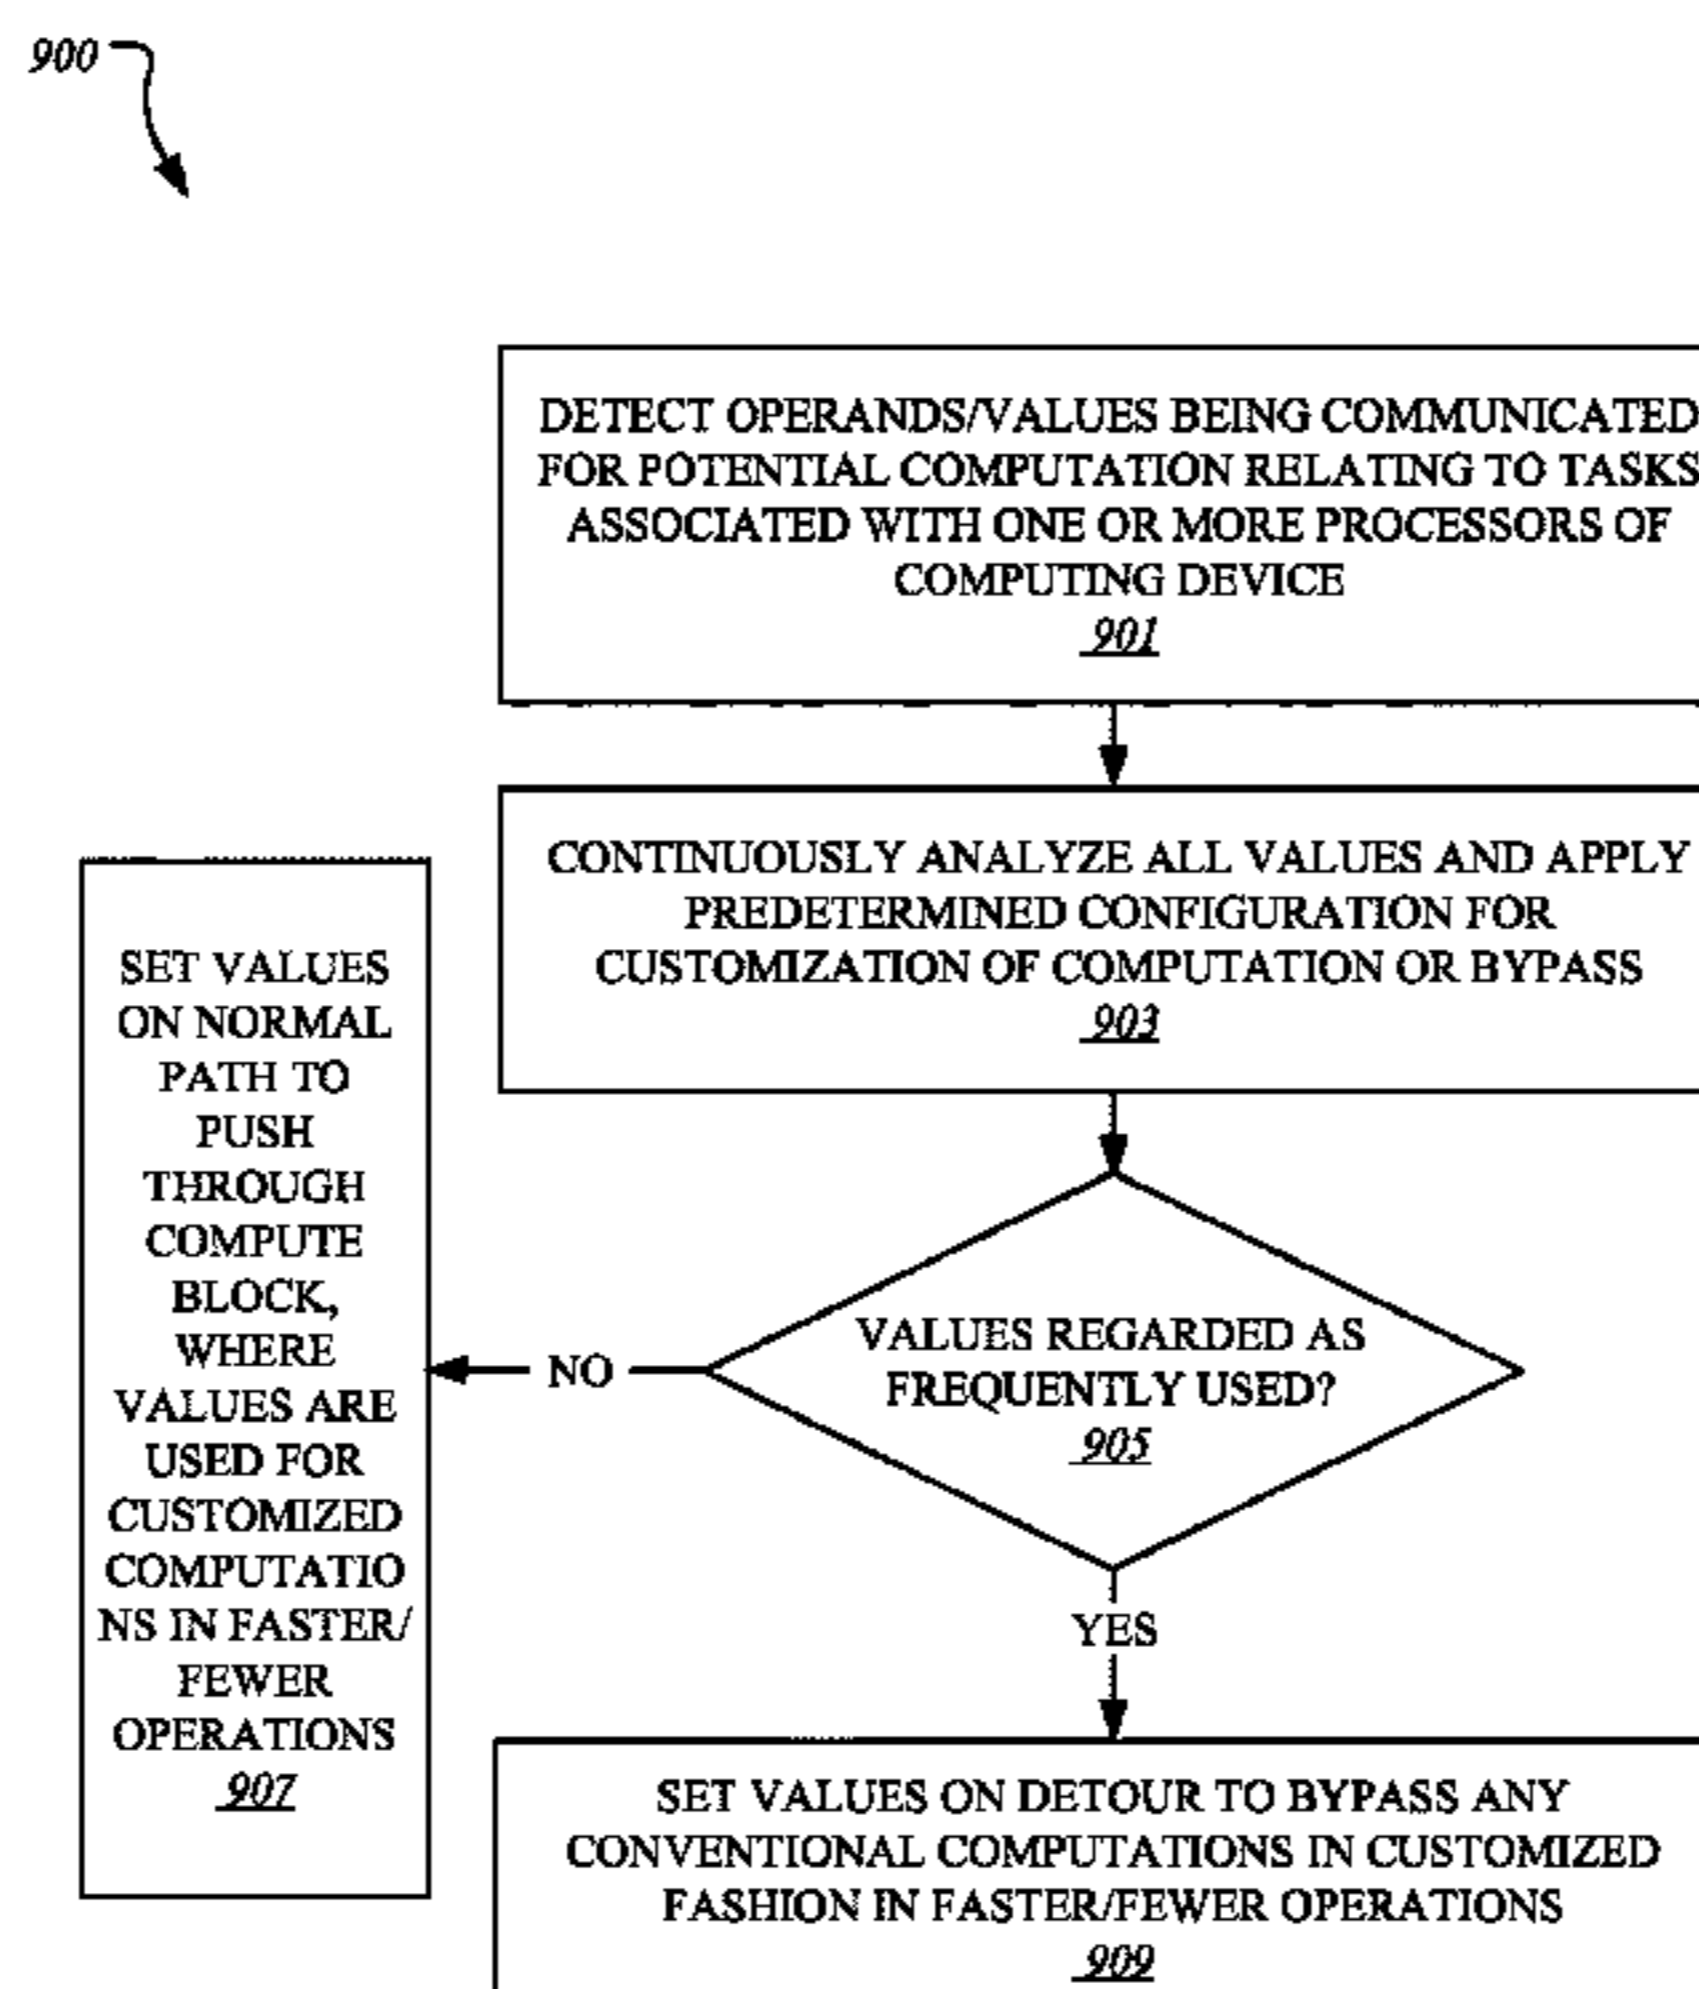 900
DETECT OPERANDS/VALUES BEING COMMUNICATED
FOR POTENTIAL COMPUTATION RELATING TO TASKS
ASSOCIATED WITH ONE OR MORE PROCESSORS OF
COMPUTING DEVICE
901
CONTINUOUSLY ANALYZE ALL VALUES AND APPLY
PREDETERMINED CONFIGURATION FOR
CUSTOMIZATION OF COMPUTATION OR BYPASS
903
VALUES REGARDED AS
FREQUENTLY USED?
905
NO
SET VALUES
ON NORMAL
PATH TO
PUSH
THROUGH
COMPUTE
BLOCK,
WHERE
VALUES ARE
USED FOR
CUSTOMIZED
COMPUTATIO
NS IN FASTER/
FEWER
OPERATIONS
907
YES
SET VALUES ON DETOUR TO BYPASS ANY
CONVENTIONAL COMPUTATIONS IN CUSTOMIZED
FASHION IN FASTER/FEWER OPERATIONS
909